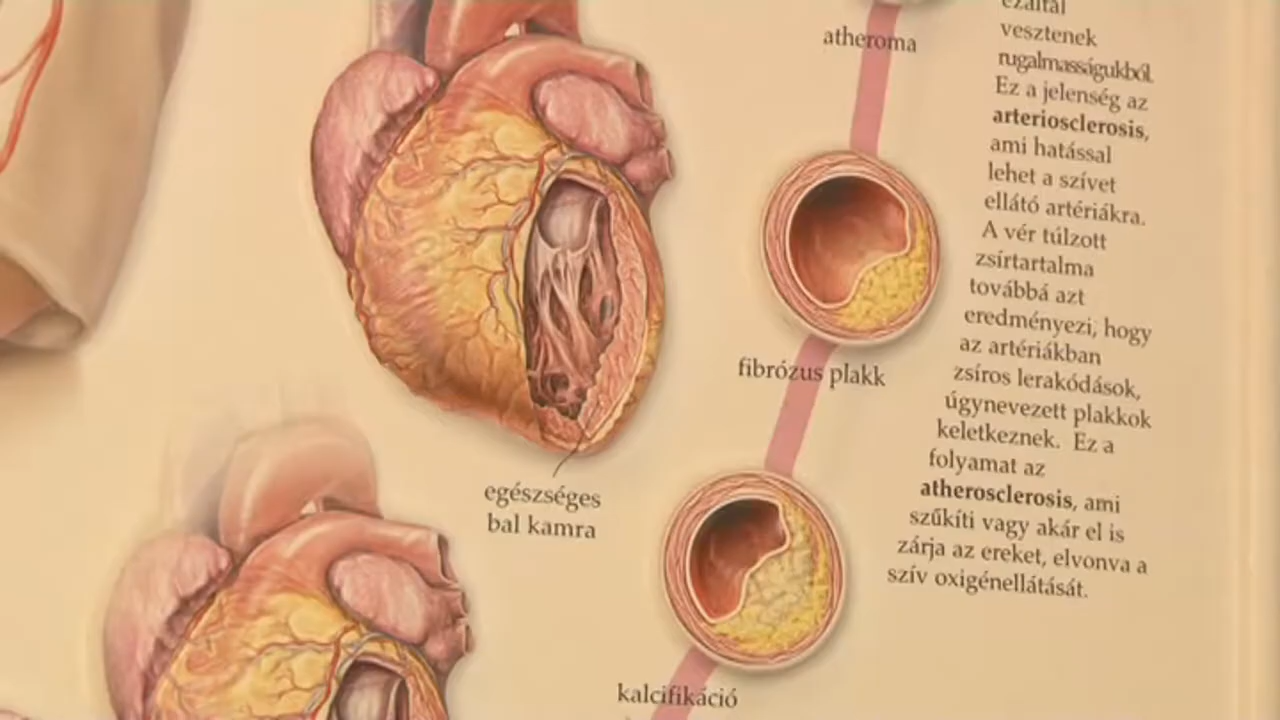 atheroma
fibrózus plakk
egészséges
bal kamra
kalcifikáció
ezáltal
vesztenek
rugalmasságukból.
Ez a jelenség az
arteriosclerosis,
ami hatással
lehet a szívet
ellátó artériákra.
A vér túlzott
zsírtartalma
továbbá azt
eredményezi, hogy
az artériákban
zsíros lerakódások,
úgynevezett plakkok
keletkeznek. Ez a
folyamat az
atherosclerosis, ami
szűkíti vagy akár el is
zárja az ereket, elvonva a
szív oxigénellátását.